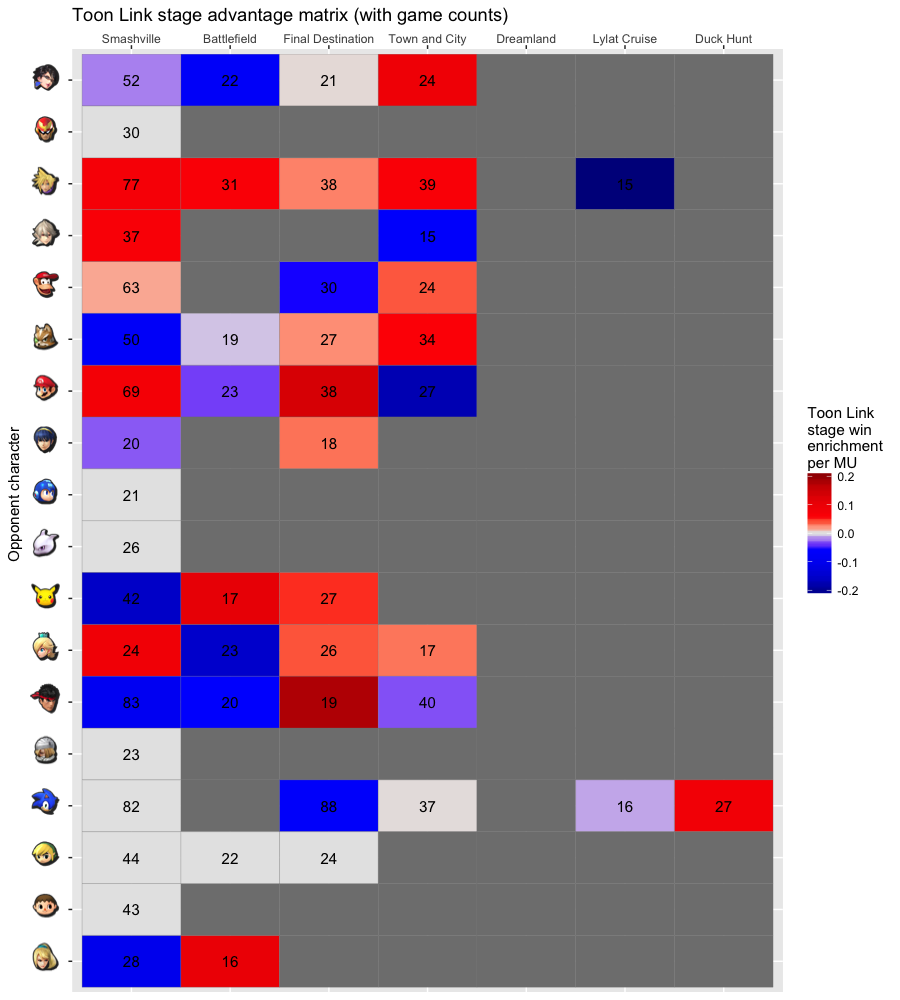 Toon Link stage advantage matrix (with game counts)
Smashville Battlefield Final Destination Town and City Dreamland Lylat Cruise Duck Hunt
52 22 21 24
30
77 31 38 39 15
37 15
63 30 24
50 19 27 34
69 23 38 27
20 18
21
26
42 17 27
24 23 26 17
83 20 19 40
23
82 88 37 16 27
44 22 24
43
28 16
Opponent character
Toon Link
stage win
enrichment
per MU
0.2
0.1
0.0
-0.1
-0.2